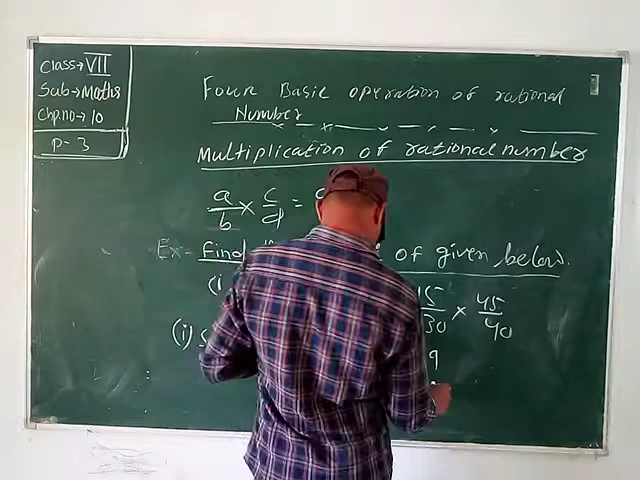 Class→ VII
Sub→ Maths
Chp.no→ 10
P- 3
Four Basic operation of rational
Number
Multiplication of rational number
a/b × c/d =
Ex- Find of given below.
(i
15/30 × 45/40
(i) S
9